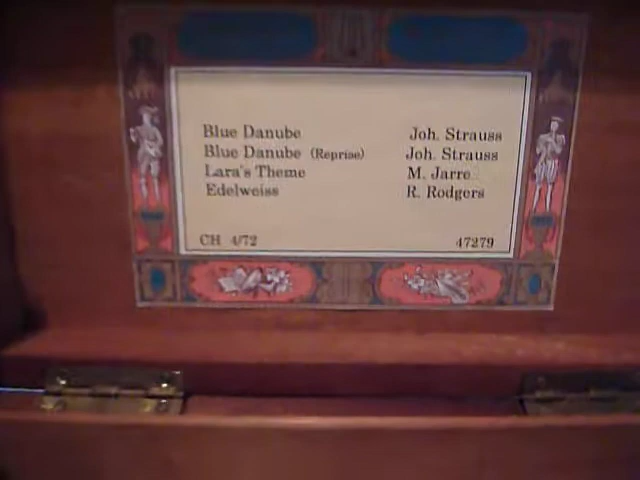 Blue Danube Joh. Strauss
Blue Danube (Reprise) Joh. Strauss
Lara's Theme M. Jarre
Edelweiss R. Rodgers
CH 4/72 47279